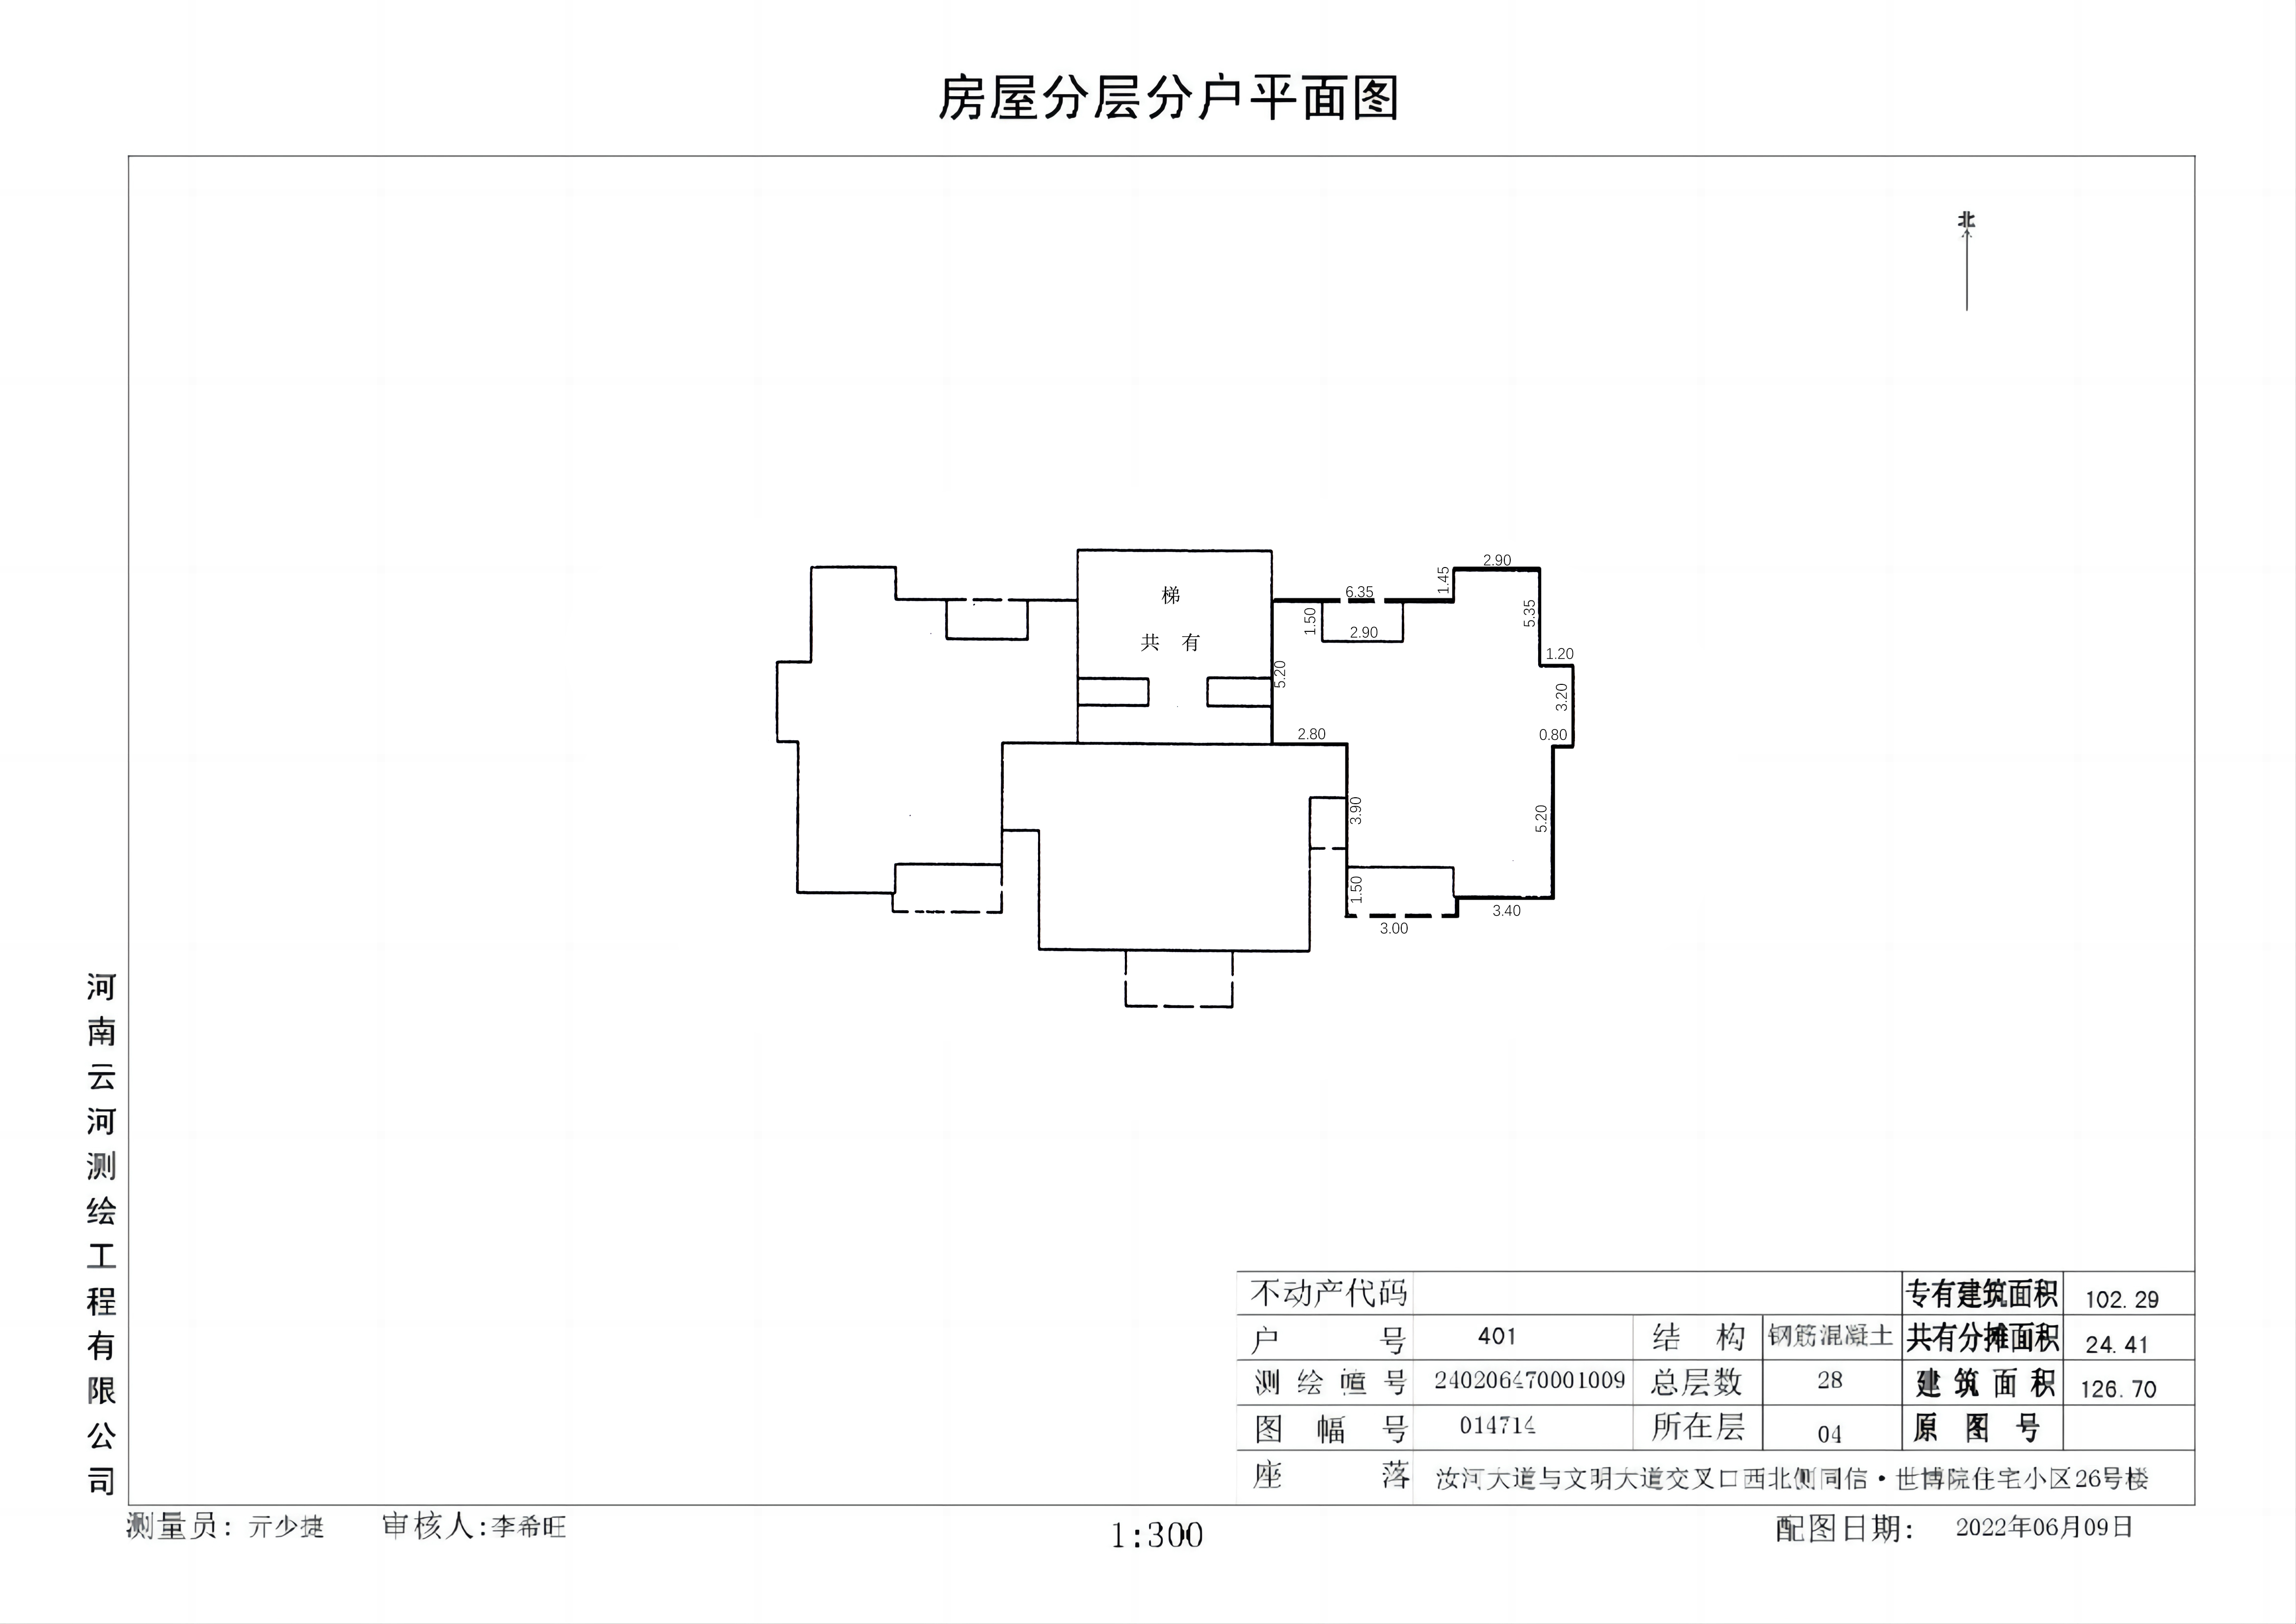 房屋分层分户平面图
北
梯
共 有
2.90
1.45
6.35
5.35
1.50
2.90
1.20
5.20
3.20
2.80
0.80
3.90
5.20
1.50
3.40
3.00
河南云河测绘工程有限公司
不动产代码 专有建筑面积 102.29
户 号 401 结 构 钢筋混凝土 共有分摊面积 24.41
测 绘 幢 号 240206470001009 总层数 28 建 筑 面 积 126.70
图 幅 号 014714 所在层 04 原 图 号
座 落 汝河大道与文明大道交叉口西北侧同信·世博院住宅小区26号楼
测量员: 亓少捷 审核人:李希旺 1:300 配图日期: 2022年06月09日